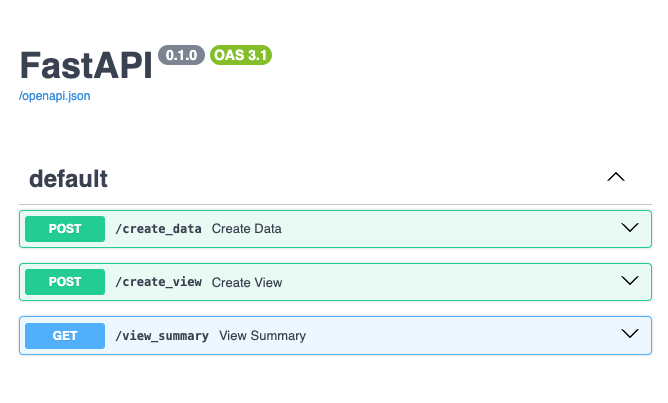 FastAPI 0.1.0 OAS 3.1
/openapi.json
default
POST /create_data Create Data
POST /create_view Create View
GET /view_summary View Summary